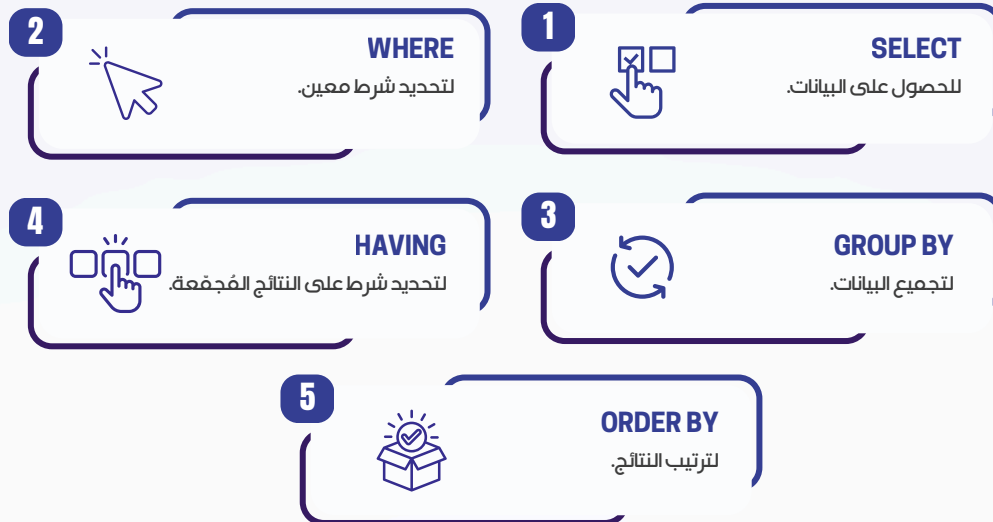 1
SELECT
للحصول على البيانات.
2
WHERE
لتحديد شرط معين.
3
GROUP BY
لتجميع البيانات.
4
HAVING
لتحديد شرط على النتائج المُجمّعة.
5
ORDER BY
لترتيب النتائج.